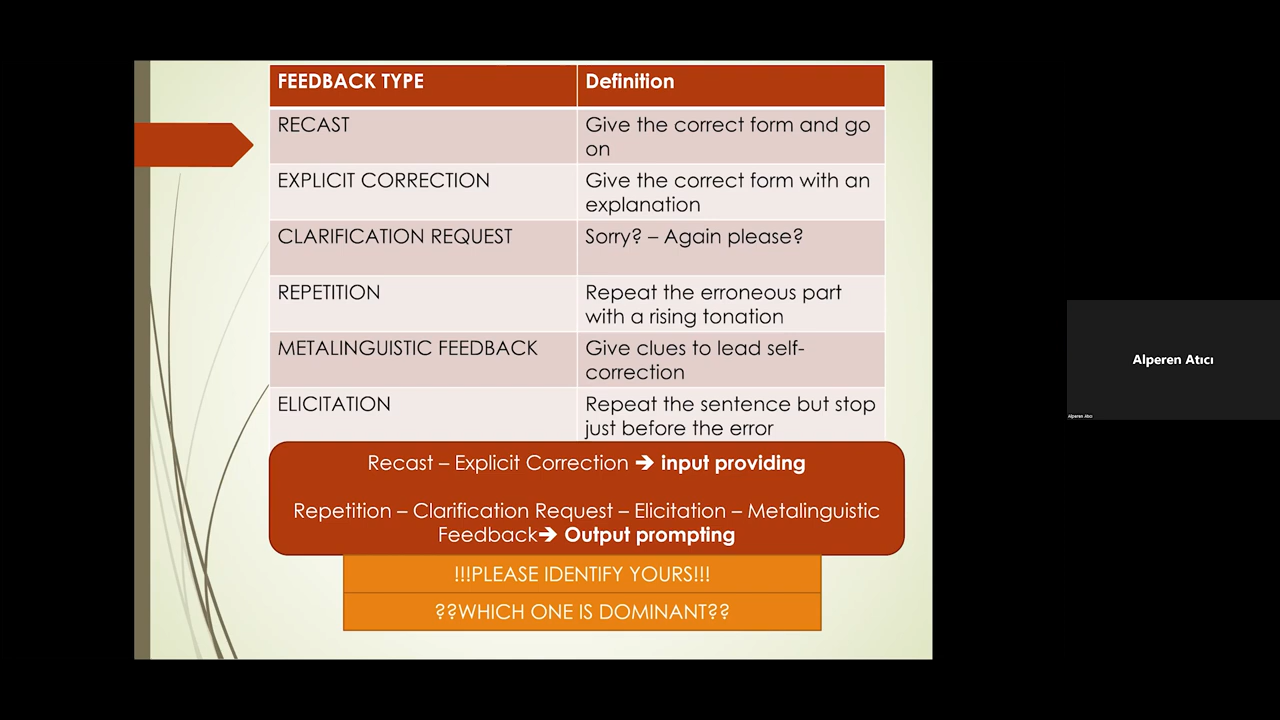 FEEDBACK TYPE
Definition
RECAST
Give the correct form and go
on
EXPLICIT CORRECTION
Give the correct form with an
explanation
CLARIFICATION REQUEST
Sorry? – Again please?
REPETITION
Repeat the erroneous part
with a rising tonation
METALINGUISTIC FEEDBACK
Give clues to lead self-
correction
ELICITATION
Repeat the sentence but stop
just before the error
Recast – Explicit Correction ➔ input providing
Repetition – Clarification Request – Elicitation – Metalinguistic
Feedback➔ Output prompting
!!!PLEASE IDENTIFY YOURS!!!
??WHICH ONE IS DOMINANT??
Alperen Atıcı
Alperen Atıcı